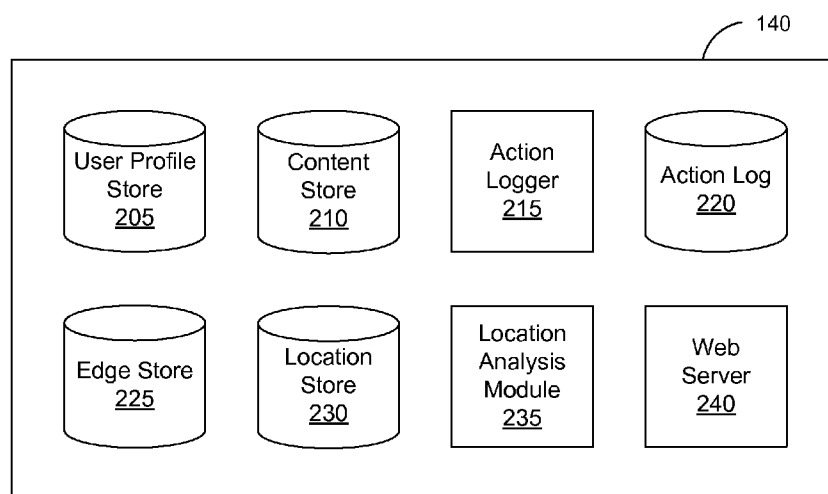 140
User Profile
Store
205
Content
Store
210
Action
Logger
215
Action Log
220
Edge Store
225
Location
Store
230
Location
Analysis
Module
235
Web
Server
240